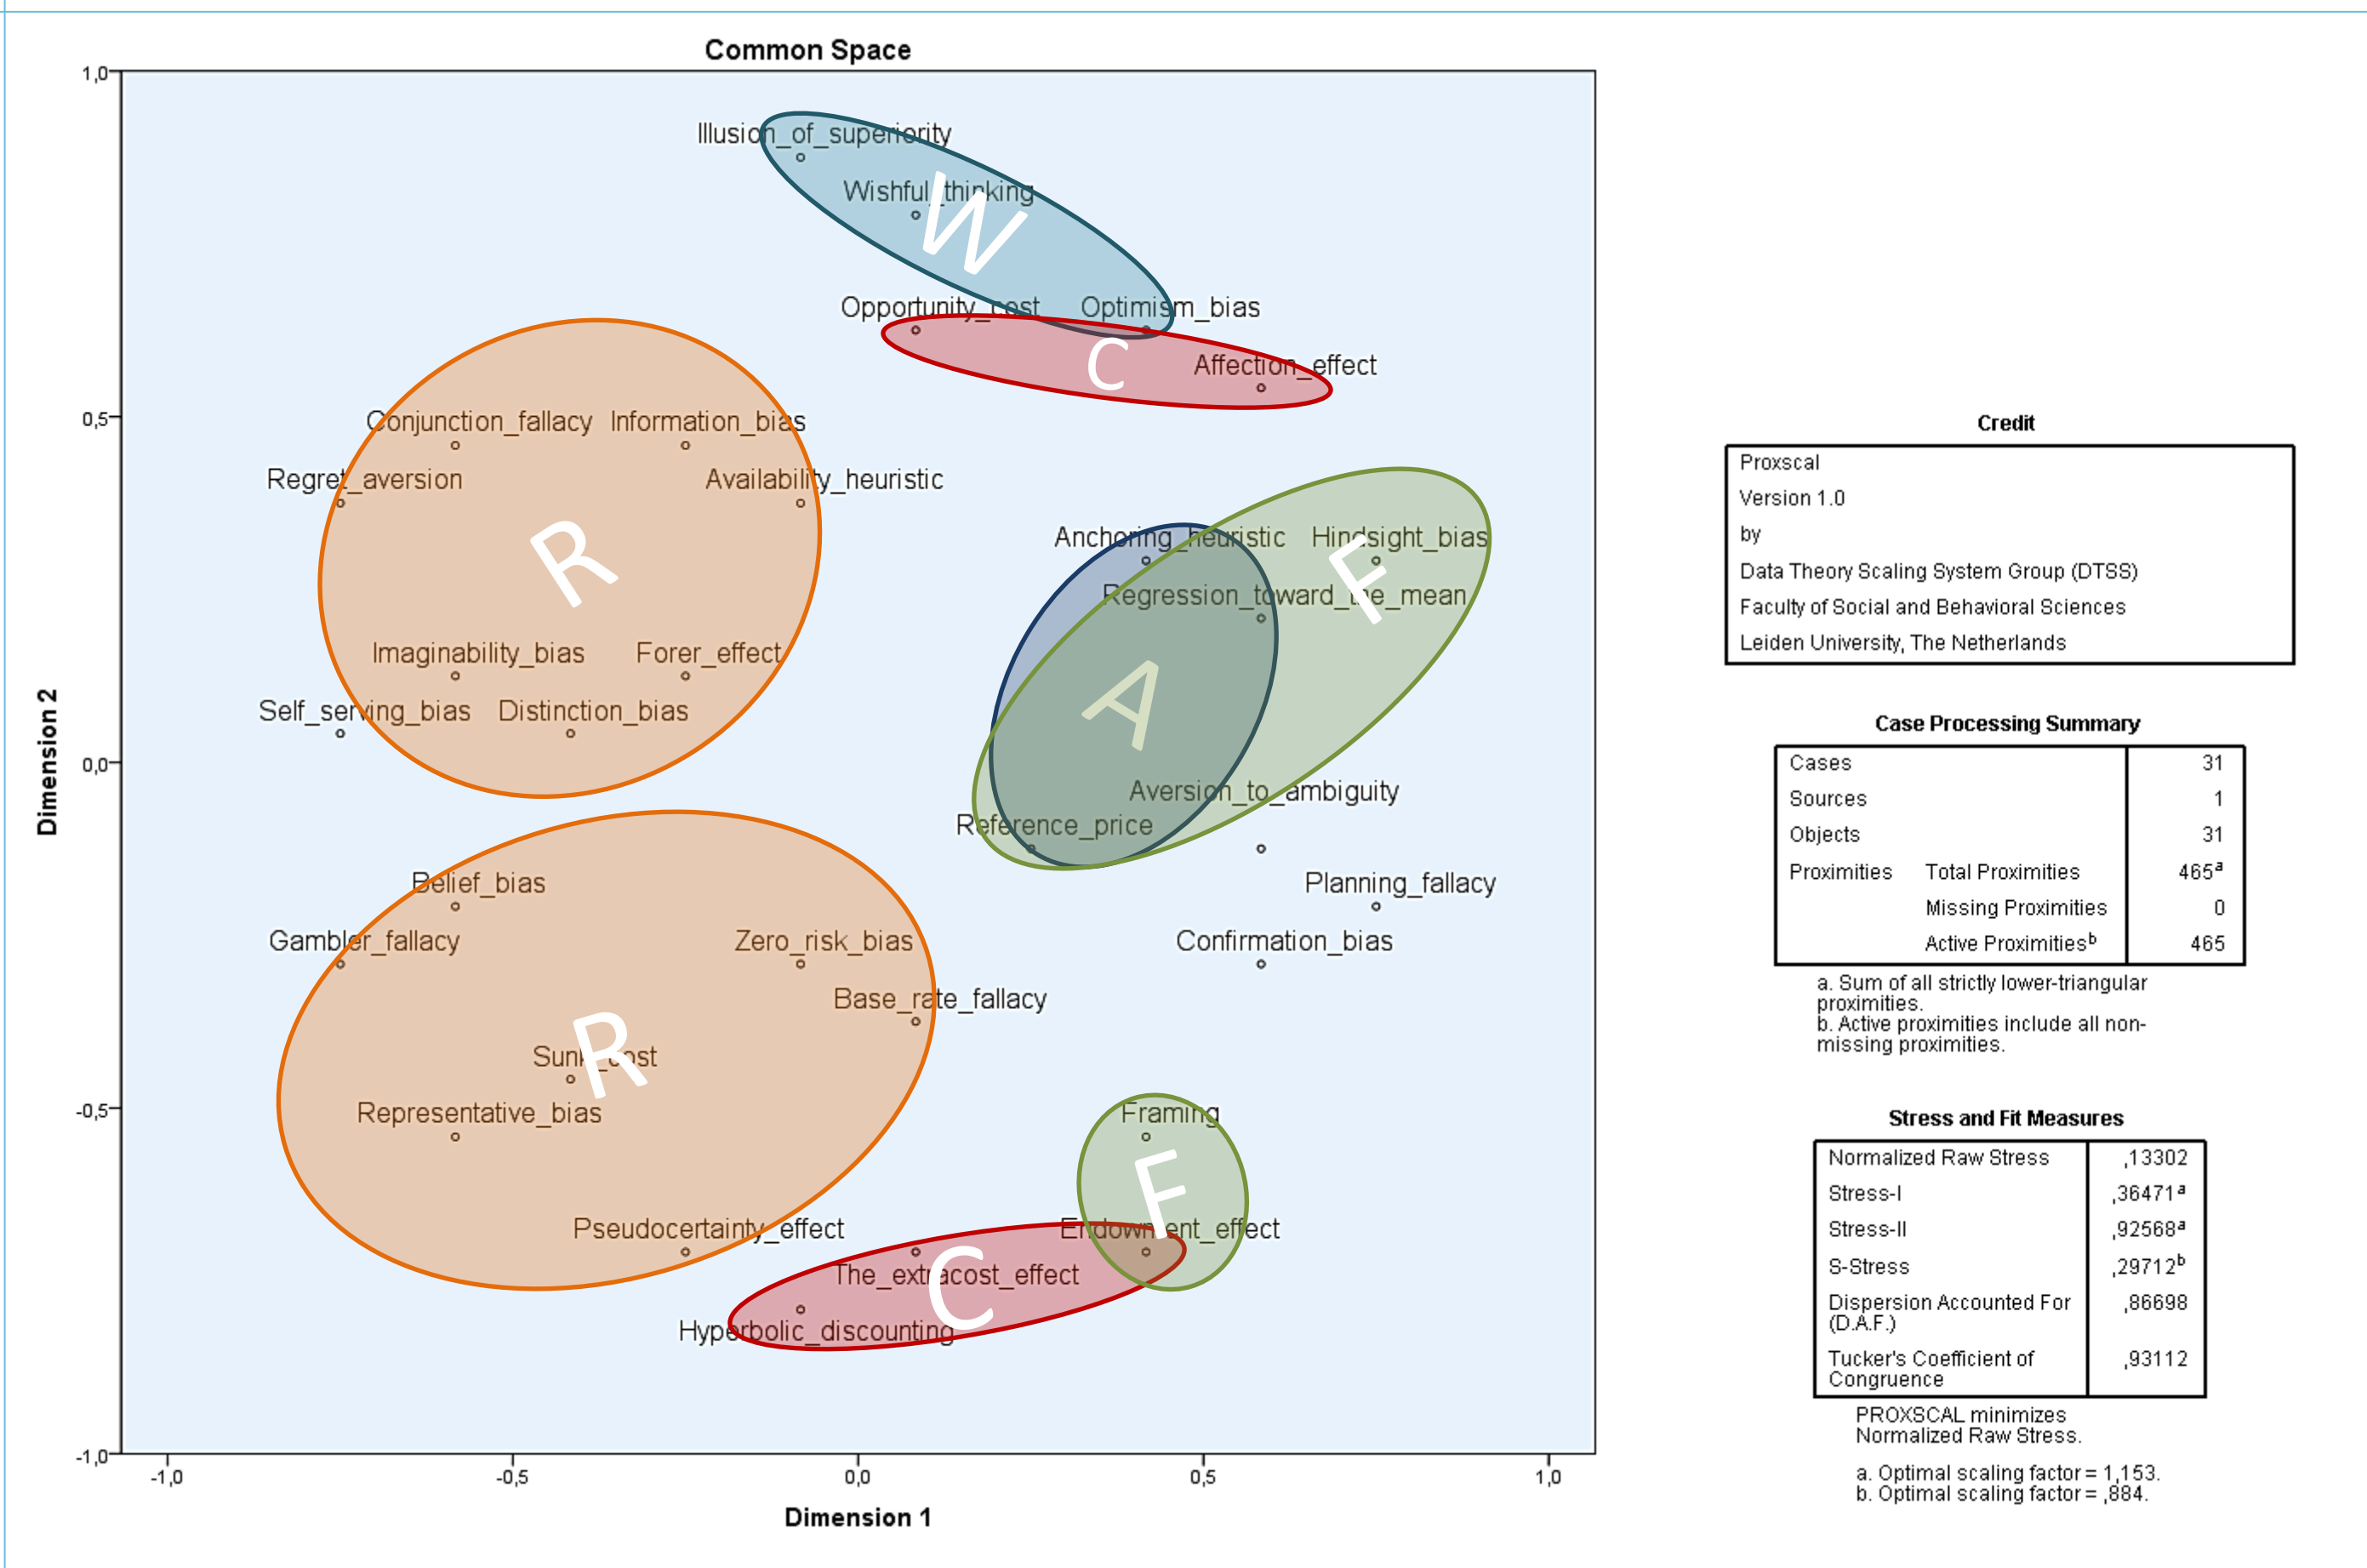 Common Space
1,0
Illusion_of_superiority
Wishful_thinking
W
Opportunity_cost Optimism_bias
C
Affection_effect
0,5
Conjunction_fallacy Information_bias
Regret_aversion Availability_heuristic
R
Anchoring_heuristic Hindsight_bias
F
Regression_toward_the_mean
Imaginability_bias Forer_effect
A
Self_serving_bias Distinction_bias
Dimension 2
0,0
Aversion_to_ambiguity
Reference_price
Belief_bias
Planning_fallacy
Gambler_fallacy Zero_risk_bias Confirmation_bias
Base_rate_fallacy
R
Sunk_cost
-0,5
Representative_bias Framing
F
Pseudocertainty_effect Endowment_effect
The_extracost_effect
C
Hyperbolic_discounting
-1,0
-1,0 -0,5 0,0 0,5 1,0
Dimension 1
Credit
Proxscal
Version 1.0
by
Data Theory Scaling System Group (DTSS)
Faculty of Social and Behavioral Sciences
Leiden University, The Netherlands
Case Processing Summary
Cases 31
Sources 1
Objects 31
Proximities Total Proximities 465a
Missing Proximities 0
Active Proximitiesb 465
a. Sum of all strictly lower-triangular
proximities.
b. Active proximities include all non-
missing proximities.
Stress and Fit Measures
Normalized Raw Stress ,13302
Stress-I ,36471a
Stress-II ,92568a
S-Stress ,29712b
Dispersion Accounted For ,86698
(D.A.F.)
Tucker's Coefficient of ,93112
Congruence
PROXSCAL minimizes
Normalized Raw Stress.
a. Optimal scaling factor = 1,153.
b. Optimal scaling factor = ,884.